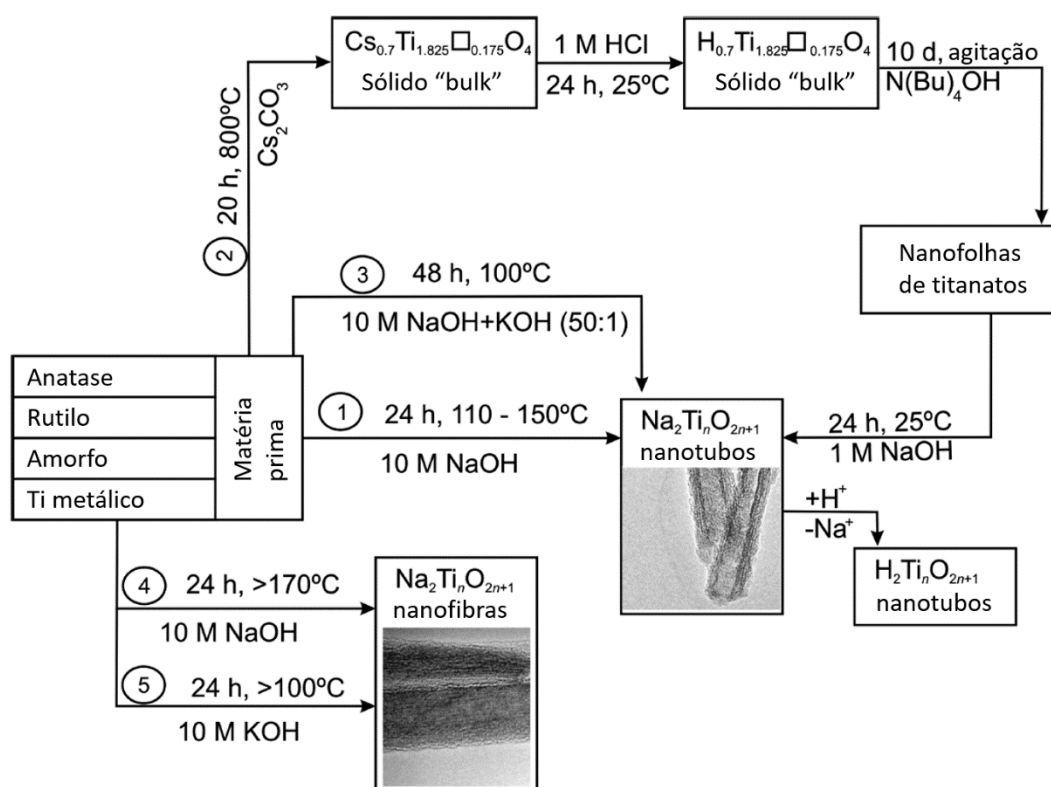 Cs0.7Ti1.825□0.175O4
Sólido “bulk”
1 M HCl
24 h, 25ºC
H0.7Ti1.825□0.175O4
Sólido “bulk”
10 d, agitação
N(Bu)4OH
2
20 h, 800ºC
Cs2CO3
Nanofolhas
de titanatos
3
48 h, 100ºC
10 M NaOH+KOH (50:1)
Anatase
Rutilo
Amorfo
Ti metálico
Matéria
prima
1
24 h, 110 - 150ºC
10 M NaOH
Na2TinO2n+1
nanotubos
24 h, 25ºC
1 M NaOH
+H+
-Na+
H2TinO2n+1
nanotubos
4
24 h, >170ºC
10 M NaOH
5
24 h, >100ºC
10 M KOH
Na2TinO2n+1
nanofibras